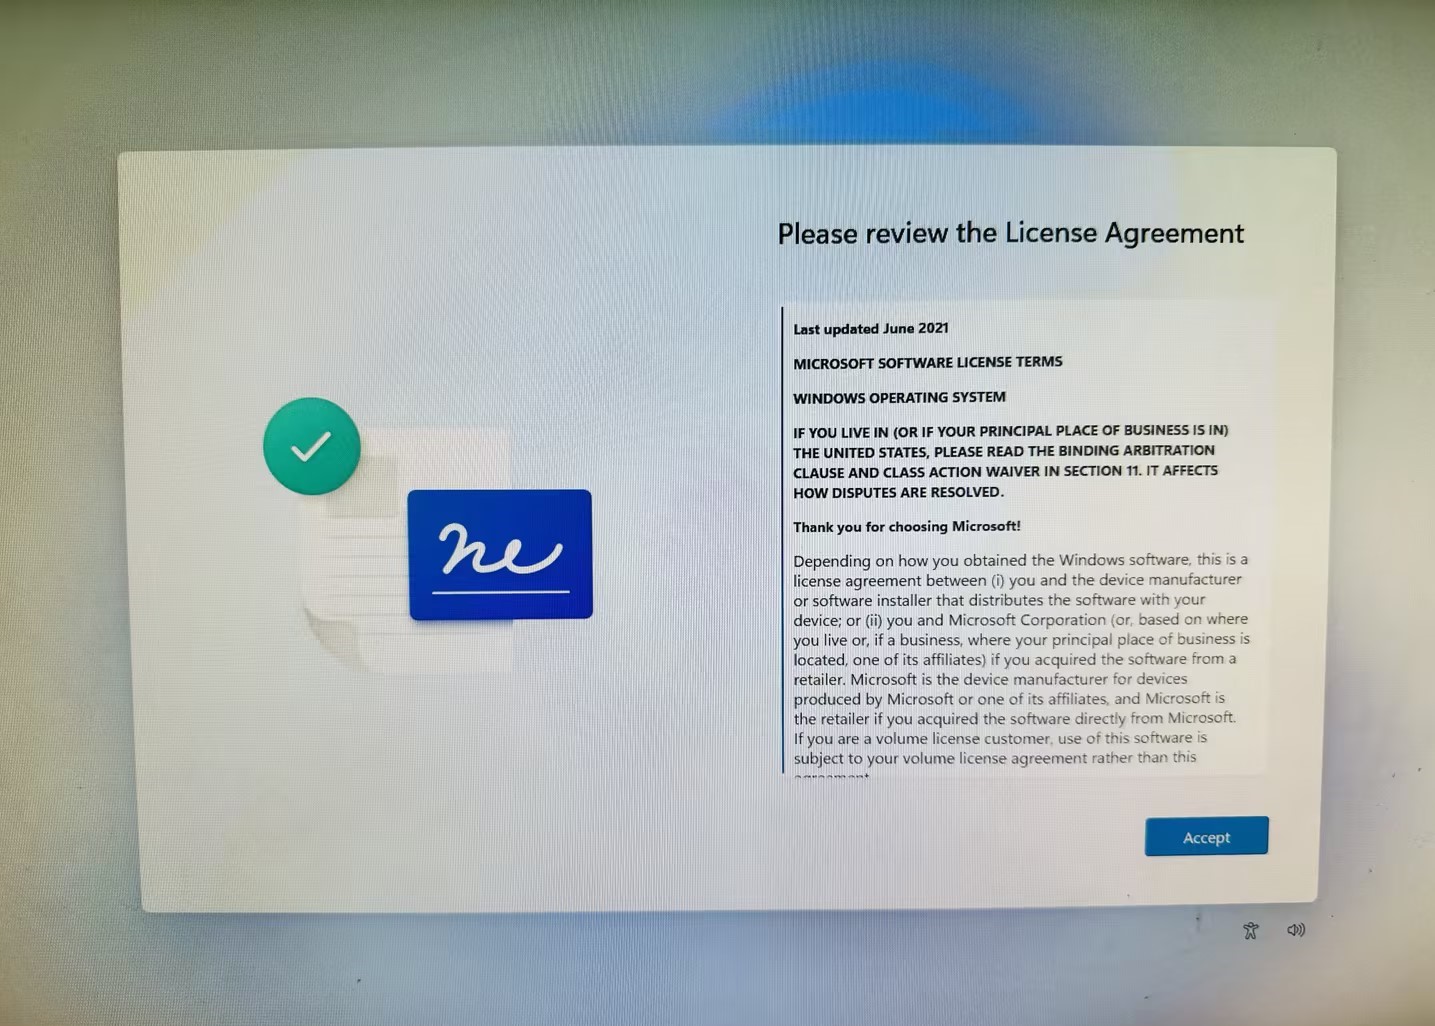 Please review the License Agreement
Last updated June 2021
MICROSOFT SOFTWARE LICENSE TERMS
WINDOWS OPERATING SYSTEM
IF YOU LIVE IN (OR IF YOUR PRINCIPAL PLACE OF BUSINESS IS IN)
THE UNITED STATES, PLEASE READ THE BINDING ARBITRATION
CLAUSE AND CLASS ACTION WAIVER IN SECTION 11. IT AFFECTS
HOW DISPUTES ARE RESOLVED.
Thank you for choosing Microsoft!
Depending on how you obtained the Windows software, this is a
license agreement between (i) you and the device manufacturer
or software installer that distributes the software with your
device; or (ii) you and Microsoft Corporation (or, based on where
you live or, if a business, where your principal place of business is
located, one of its affiliates) if you acquired the software from a
retailer. Microsoft is the device manufacturer for devices
produced by Microsoft or one of its affiliates, and Microsoft is
the retailer if you acquired the software directly from Microsoft.
If you are a volume license customer, use of this software is
subject to your volume license agreement rather than this
Accept